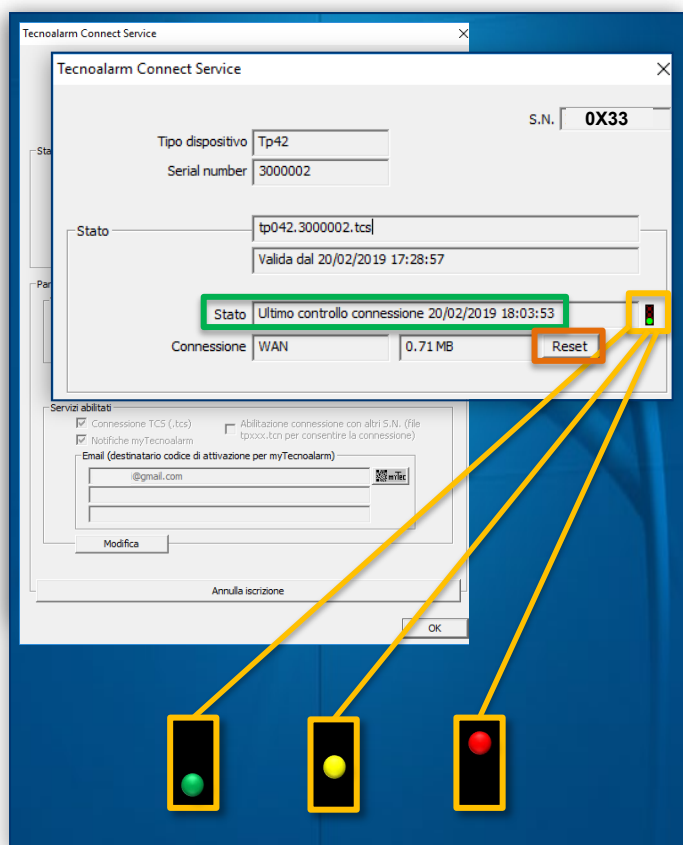 Tecnoalarm Connect Service
Tecnoalarm Connect Service
S.N. 0X33
Tipo dispositivo Tp42
Serial number 3000002
Sta
Stato
tp042.3000002.tcs
Valida dal 20/02/2019 17:28:57
Par
Stato Ultimo controllo connessione 20/02/2019 18:03:53
Connessione WAN 0.71 MB Reset
Servizi abilitati
Connessione TCS (.tcs)
Abilitazione connessione con altri S.N. (file
tpxxx.tcn per consentire la connessione)
Notifiche myTecnoalarm
Email (destinatario codice di attivazione per myTecnoalarm)
@gmail.com
myTec
Modifica
Annulla iscrizione
OK